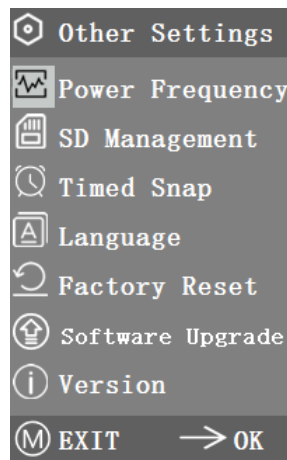 Other Settings
Power Frequency
SD Management
Timed Snap
A Language
Factory Reset
Software Upgrade
i Version
M EXIT → OK